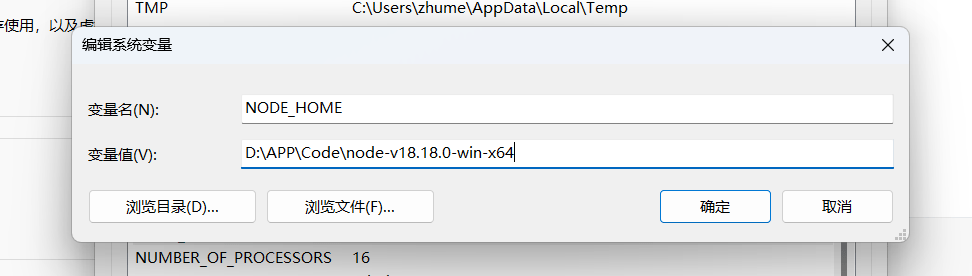 TMP C:\Users\zhume\AppData\Local\Temp
存使用，以及虚
编辑系统变量
变量名(N): NODE_HOME
变量值(V): D:\APP\Code\node-v18.18.0-win-x64
浏览目录(D)... 浏览文件(F)... 确定 取消
NUMBER_OF_PROCESSORS 16